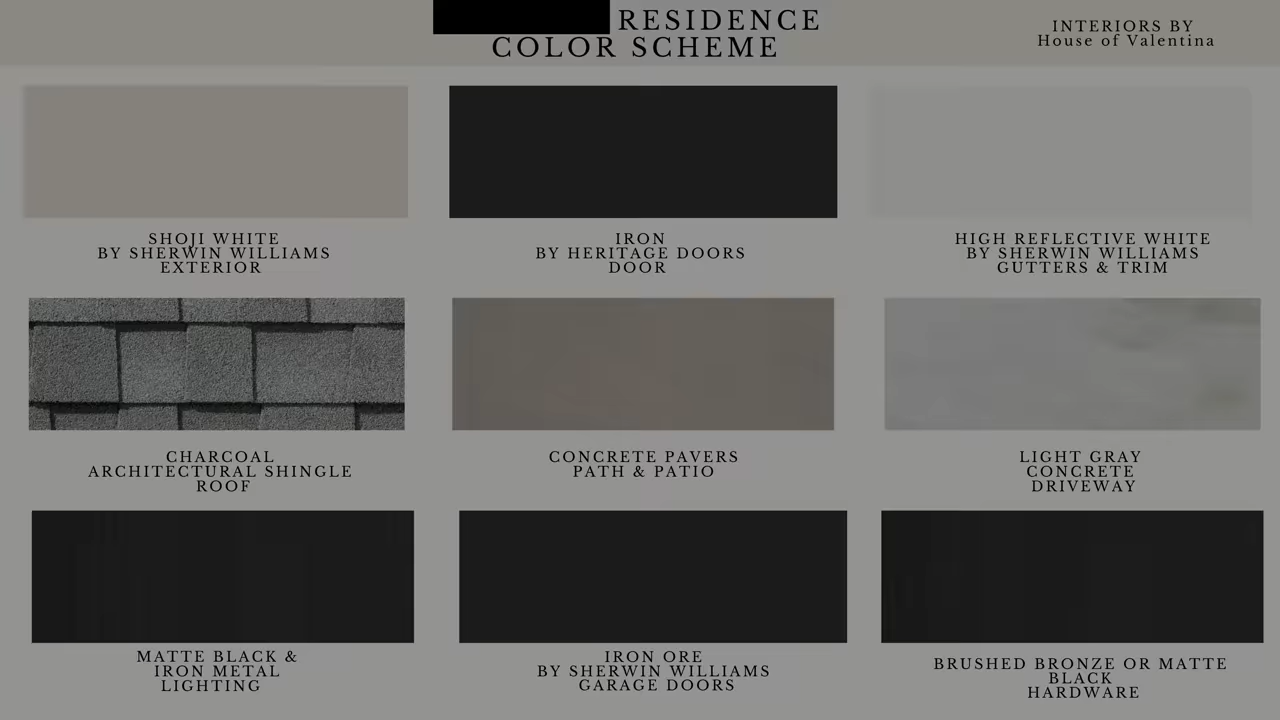 RESIDENCE
COLOR SCHEME
INTERIORS BY
House of Valentina
SHOJI WHITE
BY SHERWIN WILLIAMS
EXTERIOR
IRON
BY HERITAGE DOORS
DOOR
HIGH REFLECTIVE WHITE
BY SHERWIN WILLIAMS
GUTTERS & TRIM
CHARCOAL
ARCHITECTURAL SHINGLE
ROOF
CONCRETE PAVERS
PATH & PATIO
LIGHT GRAY
CONCRETE
DRIVEWAY
MATTE BLACK &
IRON METAL
LIGHTING
IRON ORE
BY SHERWIN WILLIAMS
GARAGE DOORS
BRUSHED BRONZE OR MATTE
BLACK
HARDWARE